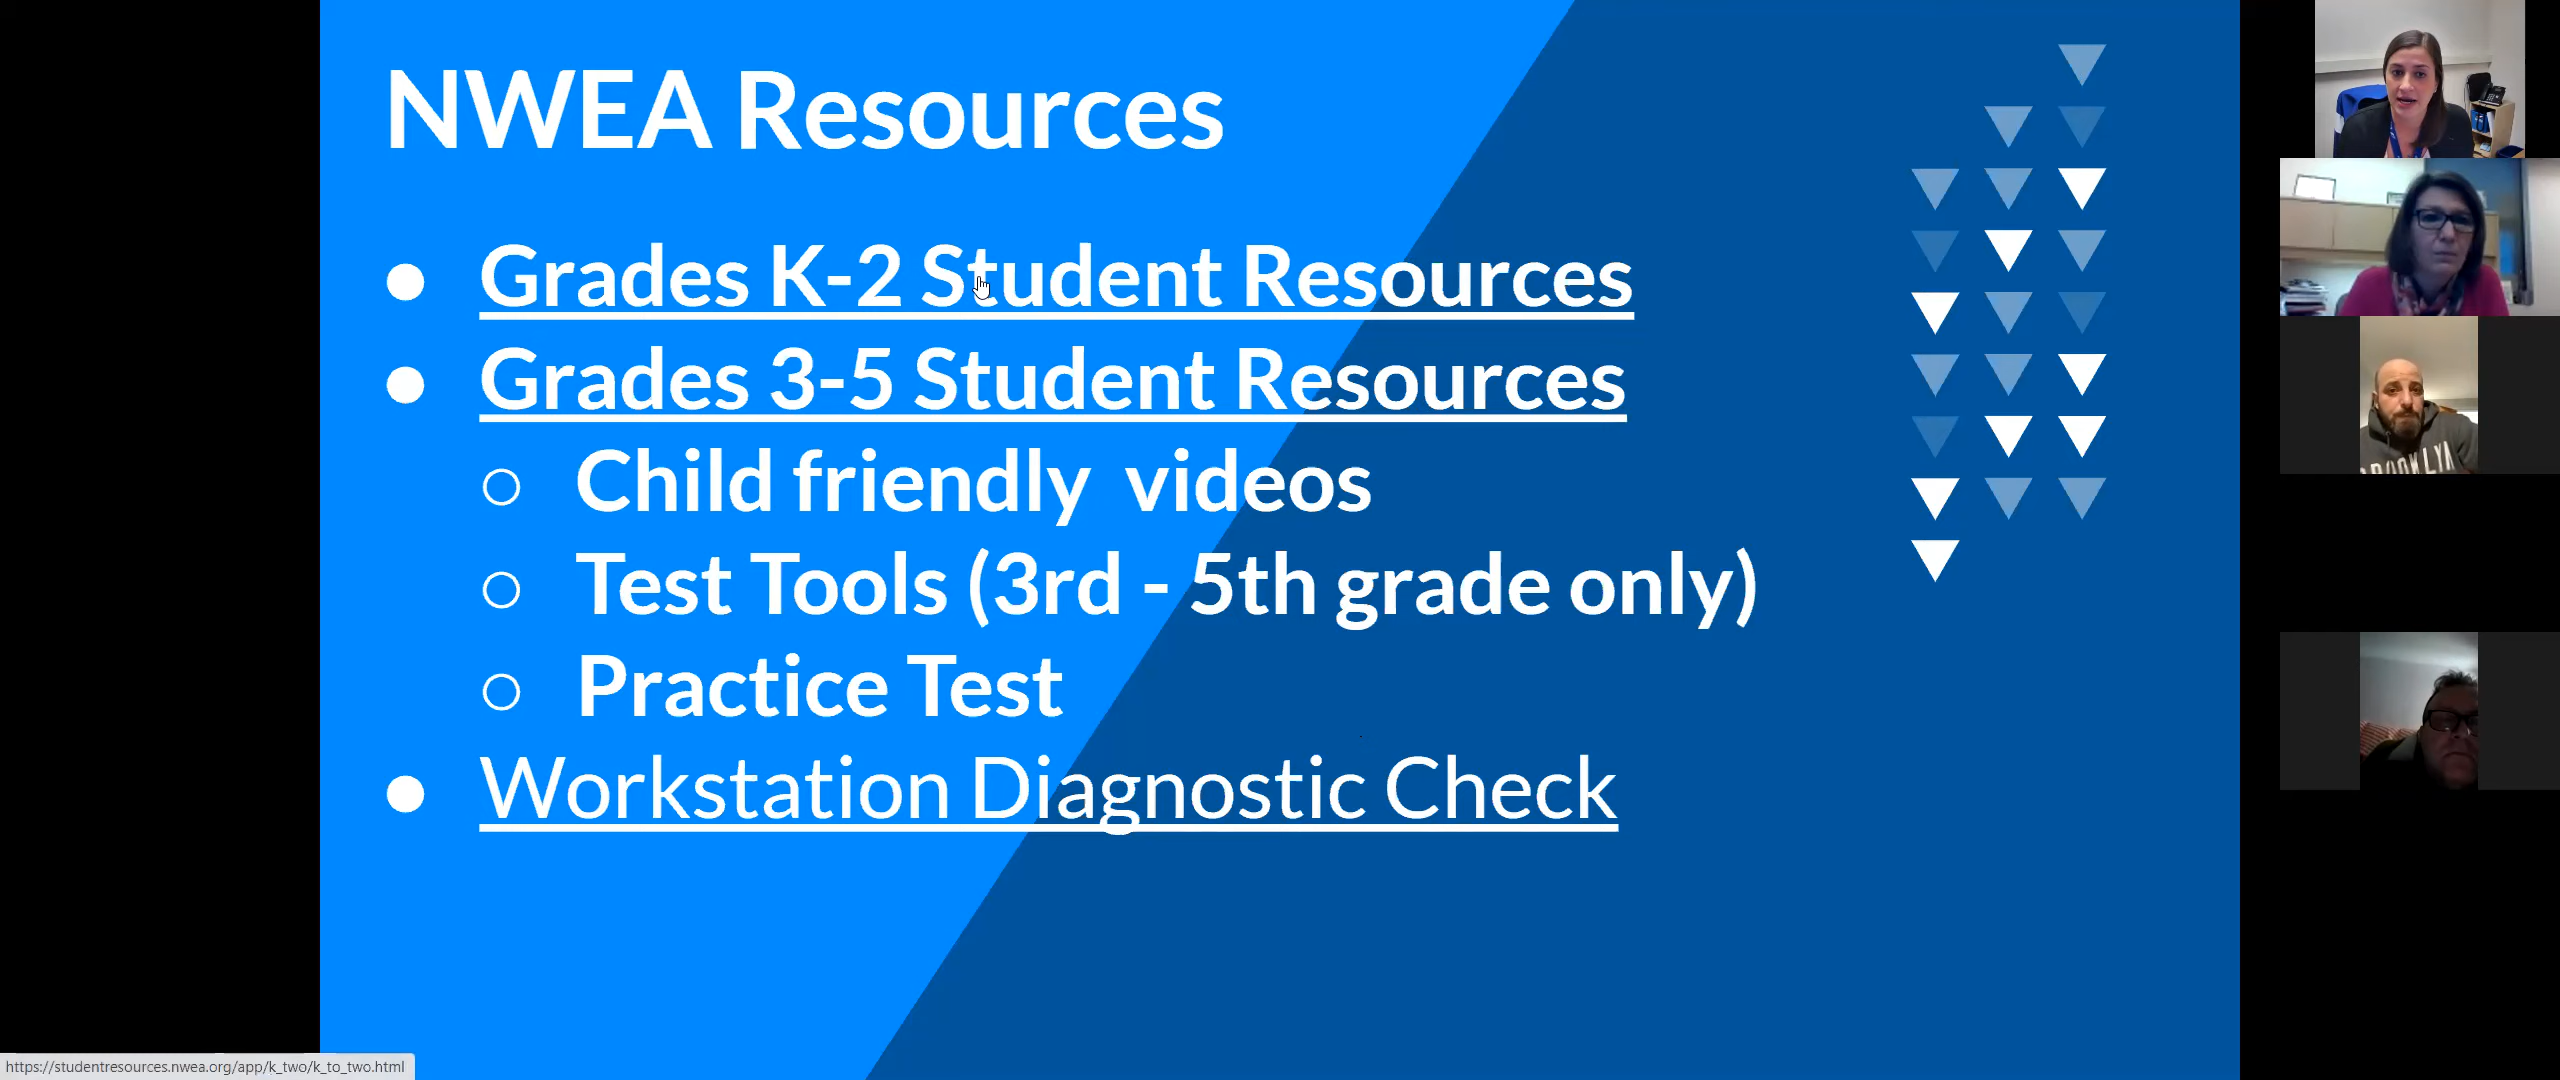 NWEA Resources
● Grades K-2 Student Resources
● Grades 3-5 Student Resources
○ Child friendly  videos
○ Test Tools (3rd - 5th grade only)
○ Practice Test
● Workstation Diagnostic Check
https://studentresources.nwea.org/app/k_two/k_to_two.html